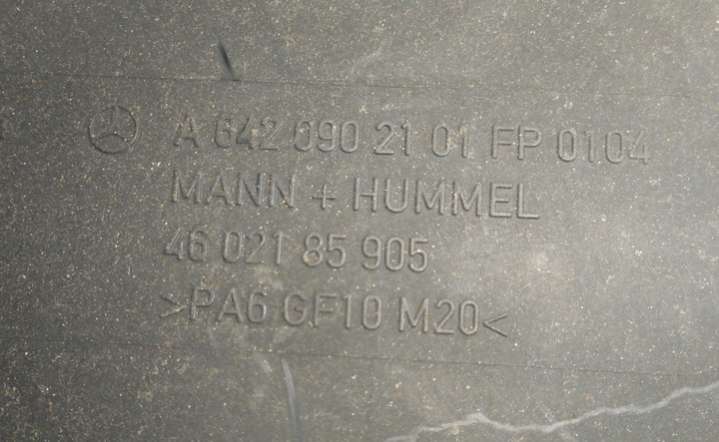 A 642 090 21 01 FP 0104
MANN + HUMMEL
46 021 85 905
>PA6 GF10 M20<